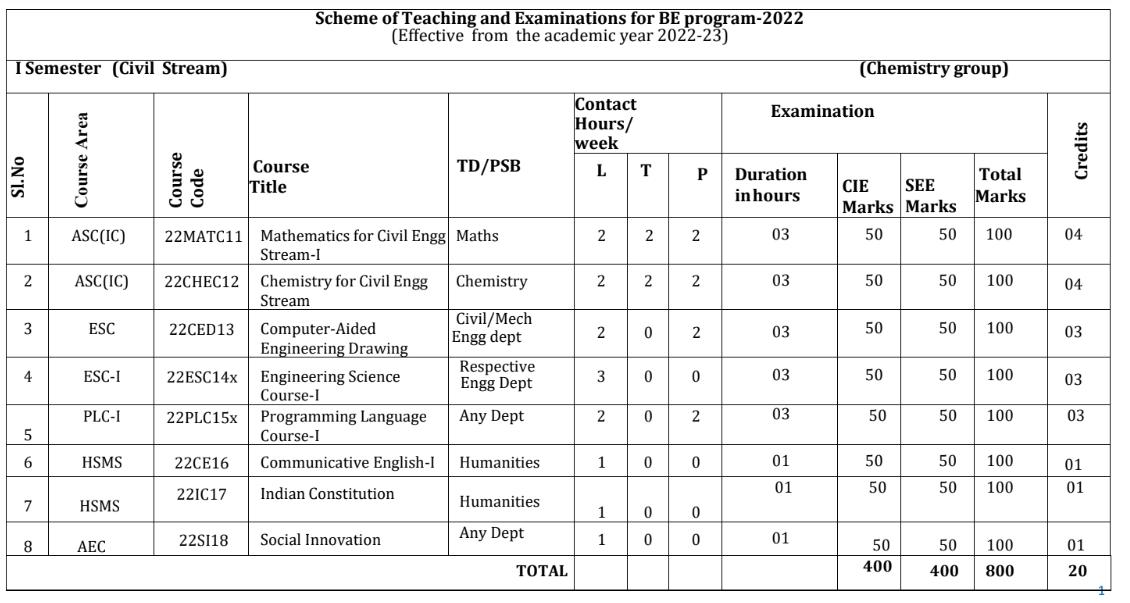 Scheme of Teaching and Examinations for BE program-2022
(Effective from the academic year 2022-23)
I Semester (Civil Stream) (Chemistry group)
Sl.No Course Area Course Code Course Title TD/PSB Contact Hours/ week Examination Credits
L T P Duration inhours CIE Marks SEE Marks Total Marks
1 ASC(IC) 22MATC11 Mathematics for Civil Engg Maths 2 2 2 03 50 50 100 04
Stream-I
2 ASC(IC) 22CHEC12 Chemistry for Civil Engg Chemistry 2 2 2 03 50 50 100 04
Stream
3 ESC 22CED13 Computer-Aided Civil/Mech 2 0 2 03 50 50 100 03
Engineering Drawing Engg dept
4 ESC-I 22ESC14x Engineering Science Respective 3 0 0 03 50 50 100 03
Course-I Engg Dept
5 PLC-I 22PLC15x Programming Language Any Dept 2 0 2 03 50 50 100 03
Course-I
6 HSMS 22CE16 Communicative English-I Humanities 1 0 0 01 50 50 100 01
7 HSMS 22IC17 Indian Constitution Humanities 1 0 0 01 50 50 100 01
8 AEC 22SI18 Social Innovation Any Dept 1 0 0 01 50 50 100 01
TOTAL 400 400 800 20
1